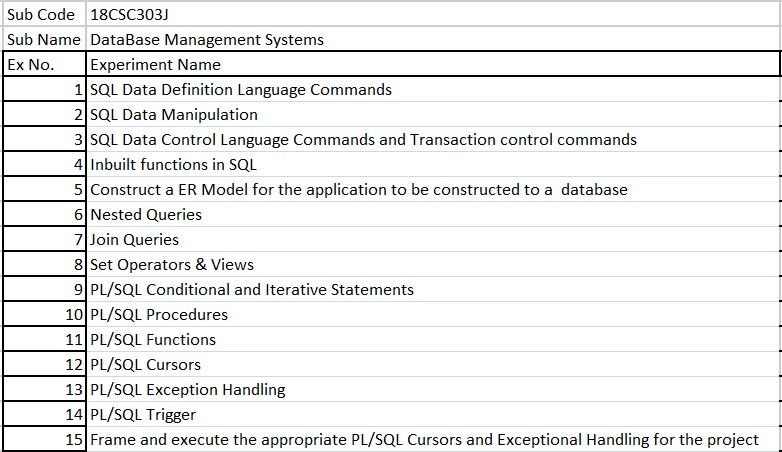 Sub Code 18CSC303J
Sub Name DataBase Management Systems
Ex No. Experiment Name
1 SQL Data Definition Language Commands
2 SQL Data Manipulation
3 SQL Data Control Language Commands and Transaction control commands
4 Inbuilt functions in SQL
5 Construct a ER Model for the application to be constructed to a database
6 Nested Queries
7 Join Queries
8 Set Operators & Views
9 PL/SQL Conditional and Iterative Statements
10 PL/SQL Procedures
11 PL/SQL Functions
12 PL/SQL Cursors
13 PL/SQL Exception Handling
14 PL/SQL Trigger
15 Frame and execute the appropriate PL/SQL Cursors and Exceptional Handling for the project